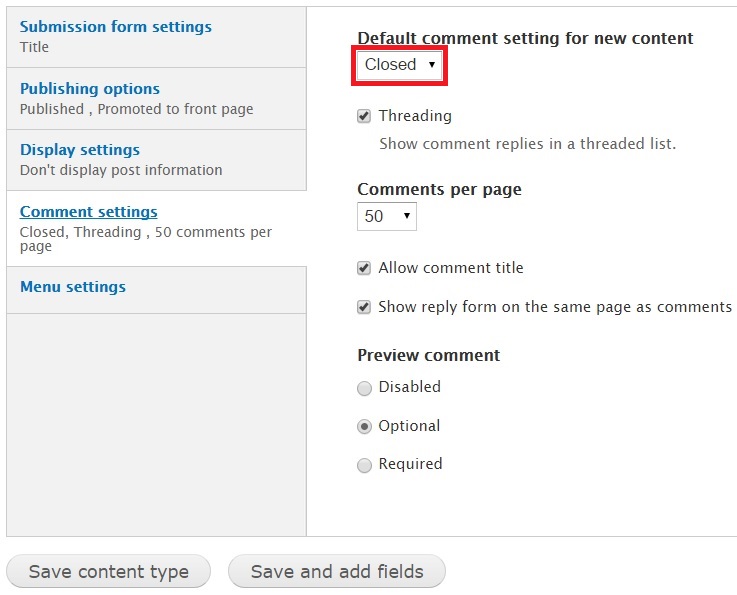 Submission form settings
Title
Publishing options
Published , Promoted to front page
Display settings
Don't display post information
Comment settings
Closed, Threading , 50 comments per
page
Menu settings
Default comment setting for new content
Closed
Threading
Show comment replies in a threaded list.
Comments per page
50
Allow comment title
Show reply form on the same page as comments
Preview comment
Disabled
Optional
Required
Save content type
Save and add fields